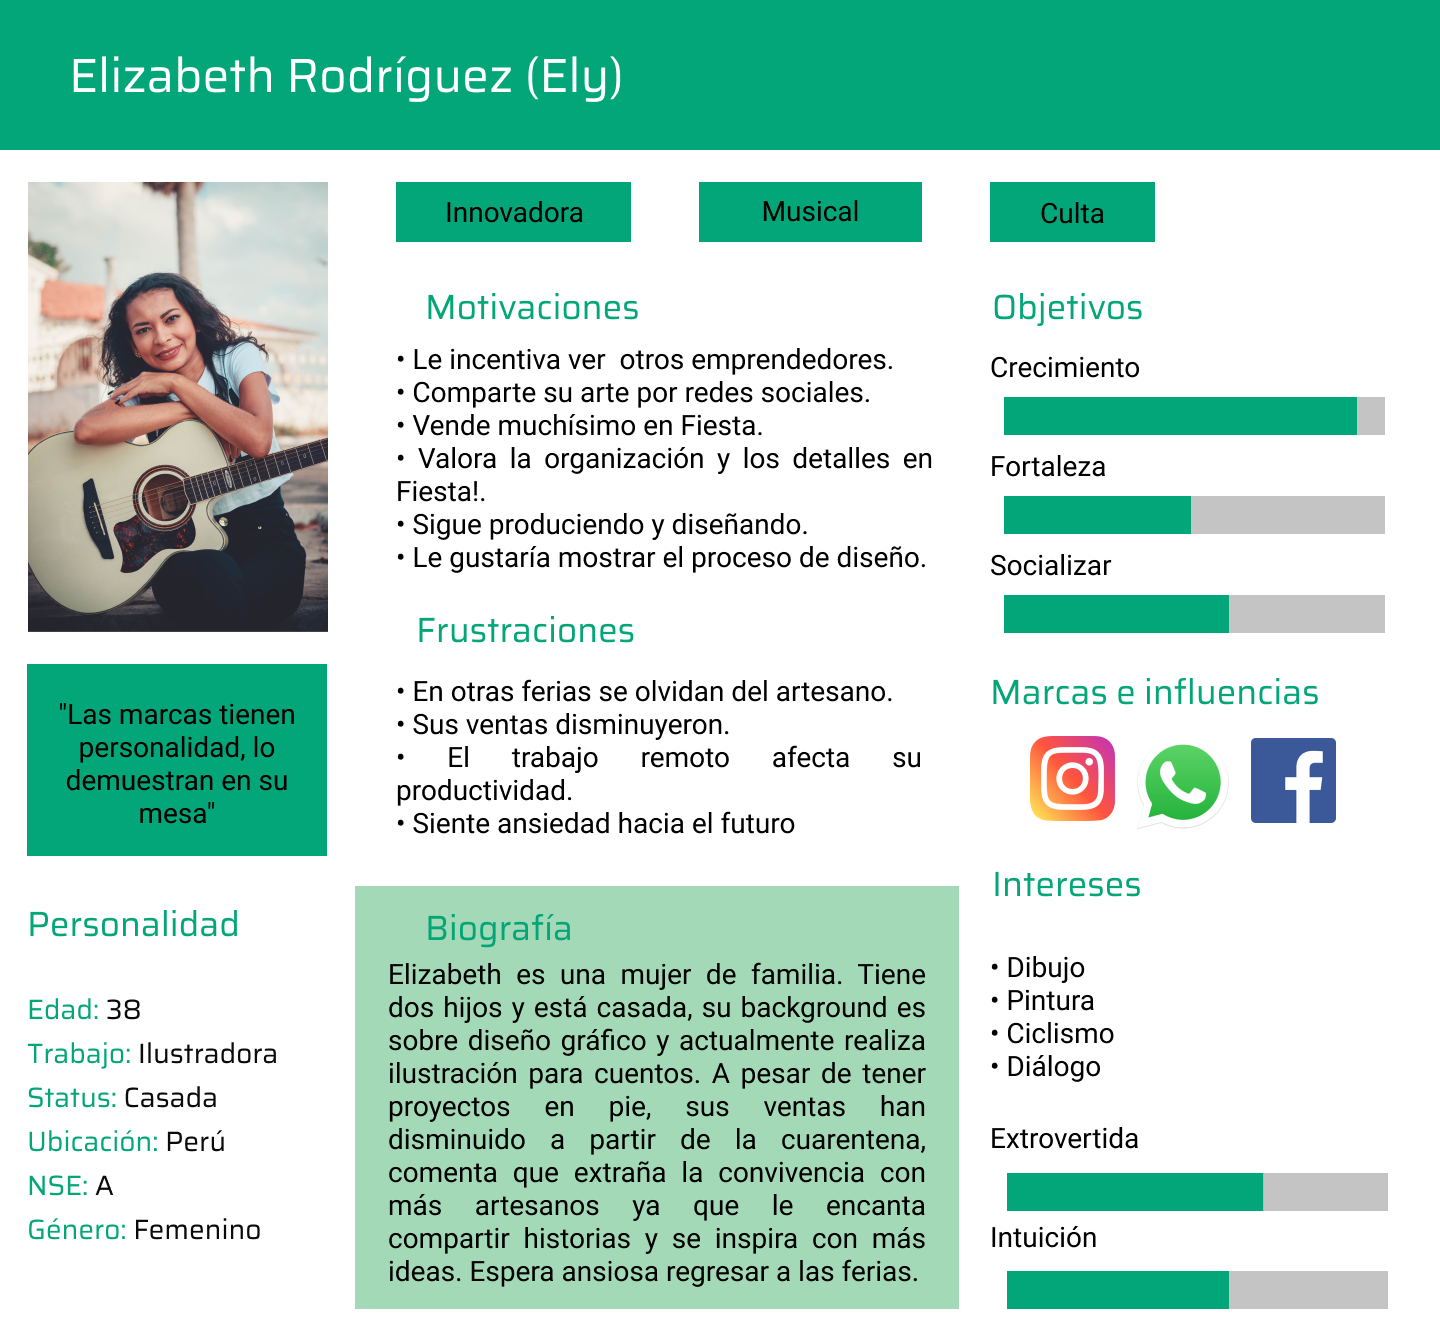 Elizabeth Rodríguez (Ely)
Innovadora
Musical
Culta
"Las marcas tienen
personalidad, lo
demuestran en su
mesa"
Personalidad
Edad: 38
Trabajo: Ilustradora
Status: Casada
Ubicación: Perú
NSE: A
Género: Femenino
Motivaciones
• Le incentiva ver  otros emprendedores.
• Comparte su arte por redes sociales.
• Vende muchísimo en Fiesta.
• Valora la organización y los detalles en
Fiesta!.
• Sigue produciendo y diseñando.
• Le gustaría mostrar el proceso de diseño.
Frustraciones
• En otras ferias se olvidan del artesano.
• Sus ventas disminuyeron.
• El trabajo remoto afecta su
productividad.
• Siente ansiedad hacia el futuro
Biografía
Elizabeth es una mujer de familia. Tiene
dos hijos y está casada, su background es
sobre diseño gráfico y actualmente realiza
ilustración para cuentos. A pesar de tener
proyectos en pie, sus ventas han
disminuido a partir de la cuarentena,
comenta que extraña la convivencia con
más artesanos ya que le encanta
compartir historias y se inspira con más
ideas. Espera ansiosa regresar a las ferias.
Objetivos
Crecimiento
Fortaleza
Socializar
Marcas e influencias
Intereses
• Dibujo
• Pintura
• Ciclismo
• Diálogo
Extrovertida
Intuición